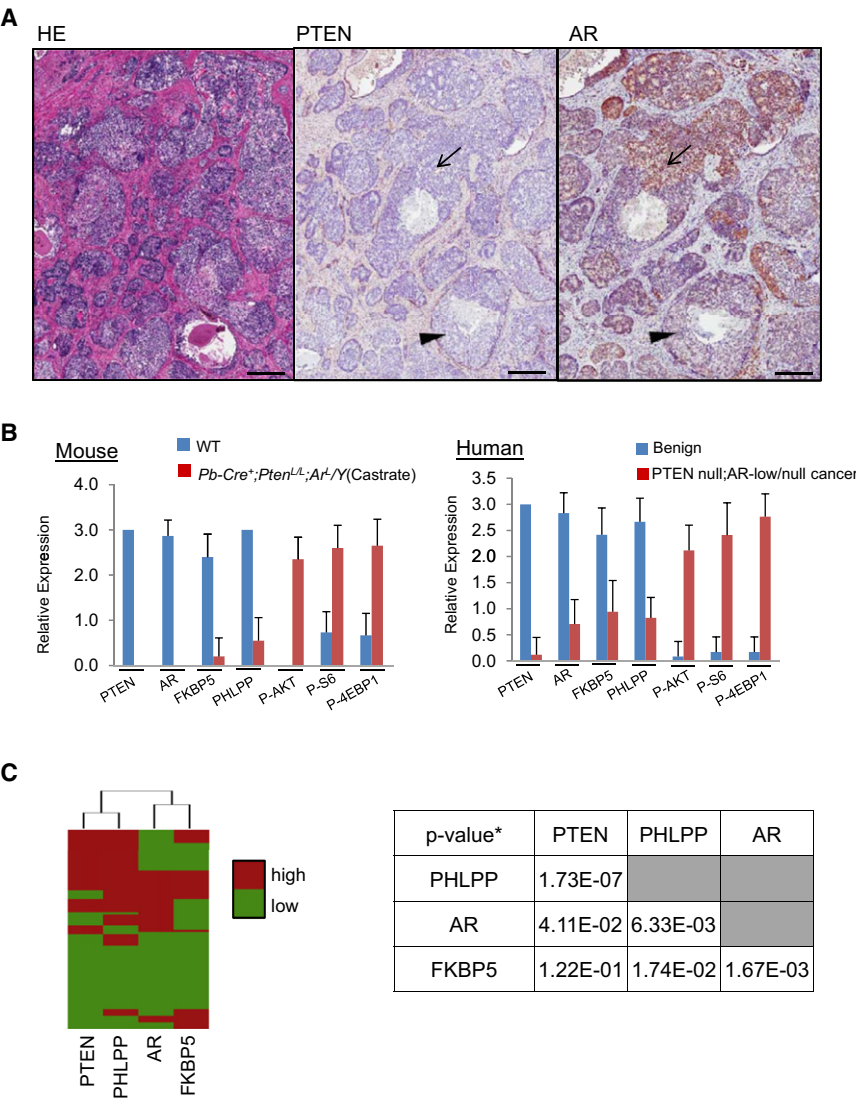 A
HE
PTEN
AR
B
Mouse
WT
Pb-Cre+;PtenL/L;ArL/Y(Castrate)
4.0
3.0
2.0
1.0
0.0
Relative Expression
PTEN
AR
FKBP5
PHLPP
P-AKT
P-S6
P-4EBP1
Human
Benign
PTEN null;AR-low/null cancer
3.5
3.0
2.5
2.0
1.5
1.0
0.5
0.0
Relative Expression
PTEN
AR
FKBP5
PHLPP
P-AKT
P-S6
P-4EBP1
C
high
low
PTEN
PHLPP
AR
FKBP5
p-value* PTEN PHLPP AR
PHLPP 1.73E-07
AR 4.11E-02 6.33E-03
FKBP5 1.22E-01 1.74E-02 1.67E-03